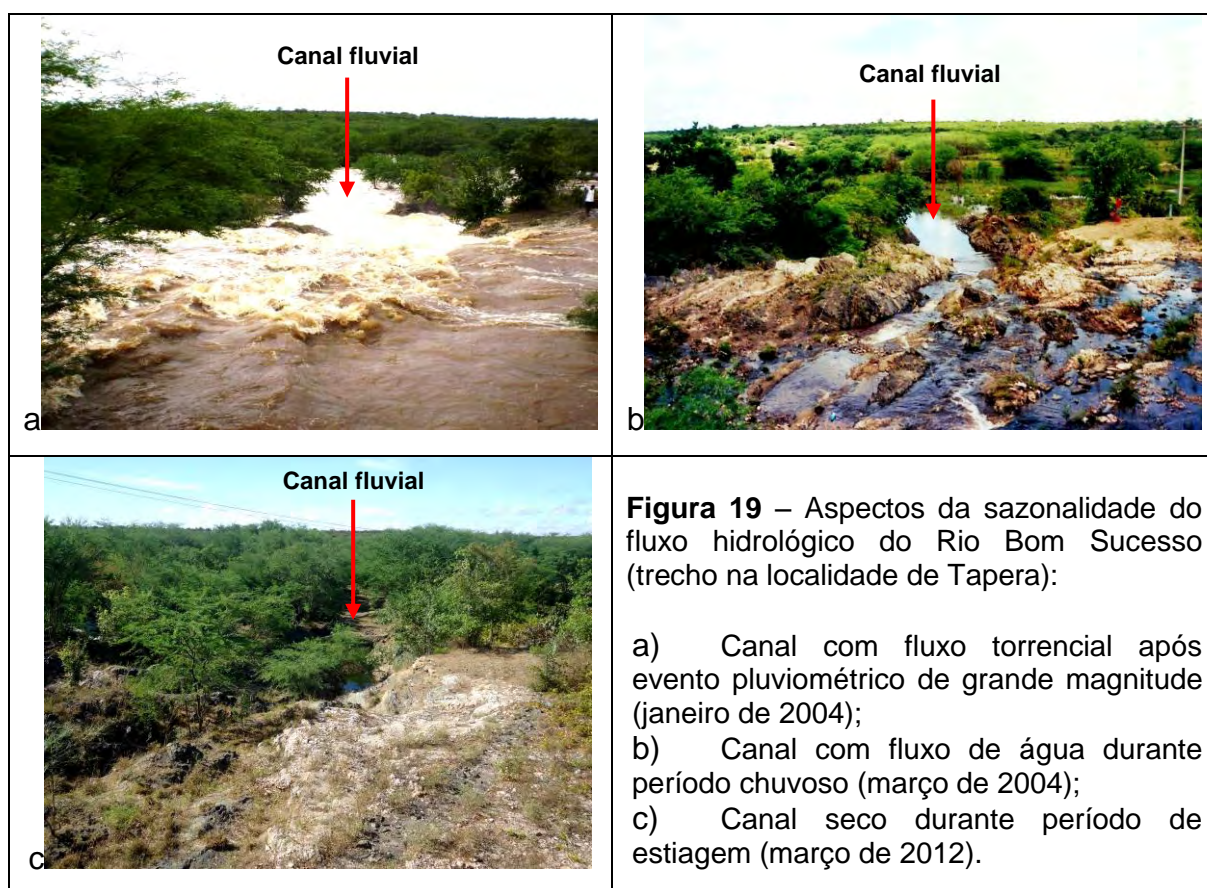 Canal fluvial
a
Canal fluvial
b
Canal fluvial
c
Figura 19 – Aspectos da sazonalidade do
fluxo hidrológico do Rio Bom Sucesso
(trecho na localidade de Tapera):
a) Canal com fluxo torrencial após
evento pluviométrico de grande magnitude
(janeiro de 2004);
b) Canal com fluxo de água durante
período chuvoso (março de 2004);
c) Canal seco durante período de
estiagem (março de 2012).